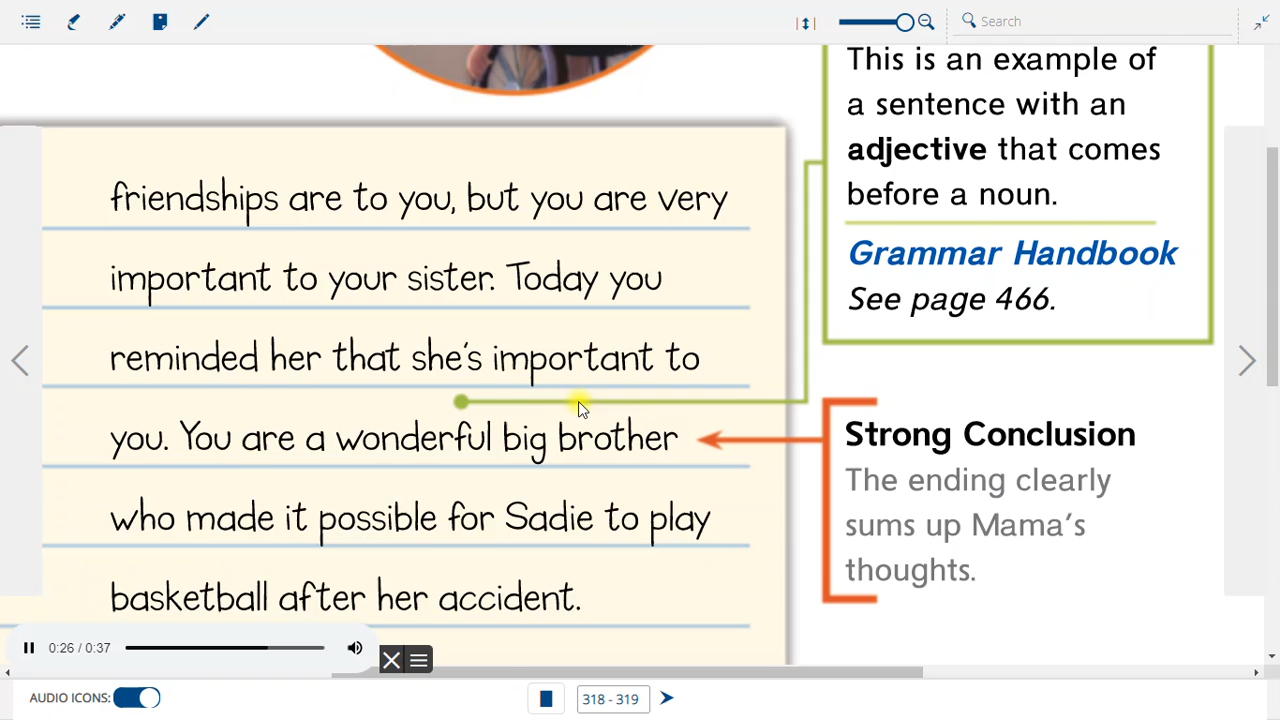 Search
This is an example of
a sentence with an
adjective that comes
before a noun.
Grammar Handbook
See page 466.
friendships are to you, but you are very
important to your sister. Today you
reminded her that she's important to
you. You are a wonderful big brother
who made it possible for Sadie to play
basketball after her accident.
Strong Conclusion
The ending clearly
sums up Mama's
thoughts.
0:26 / 0:37
AUDIO ICONS:
318 - 319